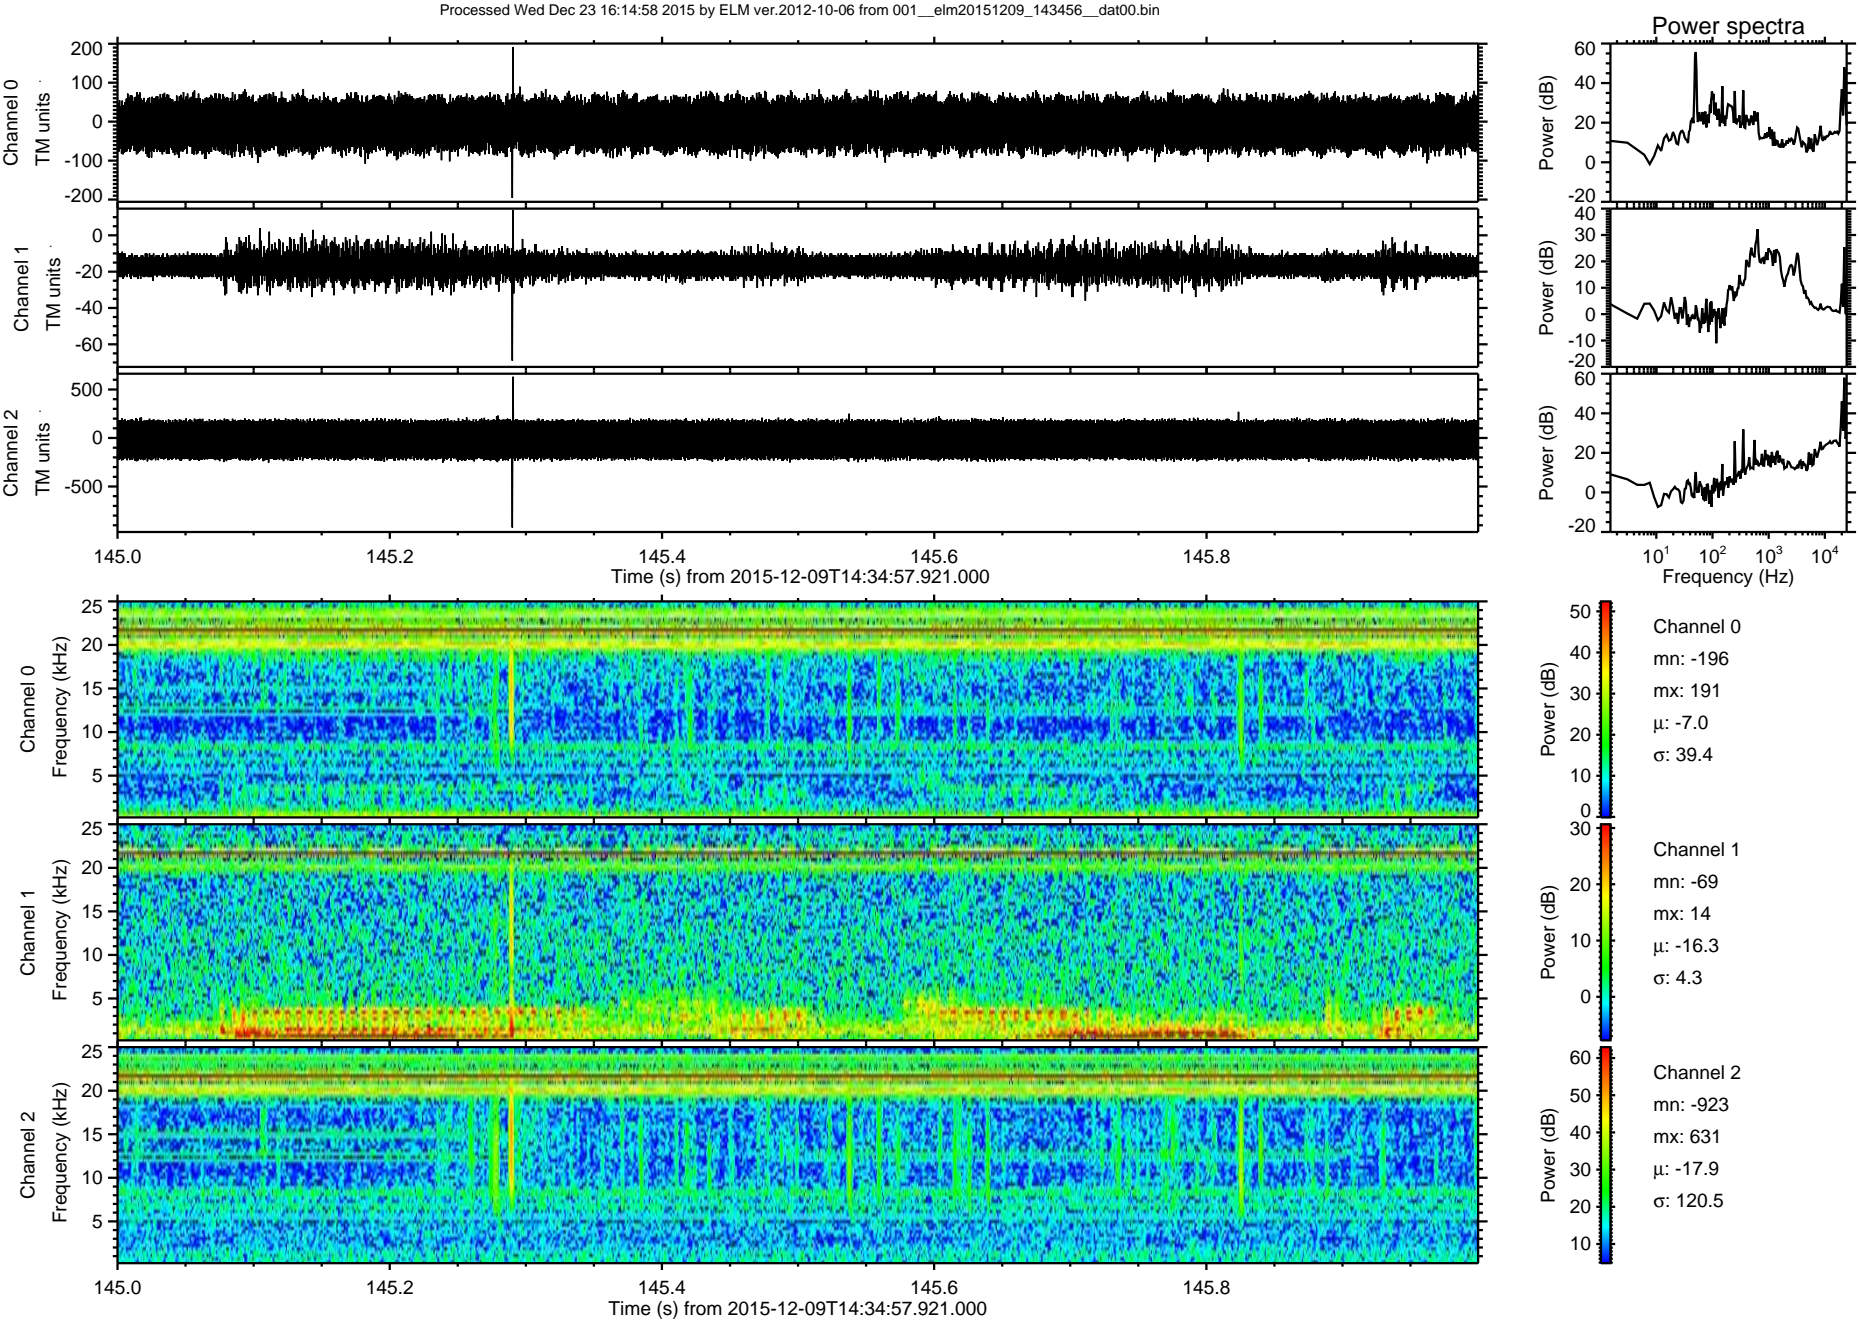 Processed Wed Dec 23 16:14:58 2015 by ELM ver.2012-10-06 from 001__elm20151209_143456__dat00.bin
Power spectra
Channel 0
TM units
200
100
0
-100
-200
Power (dB)
60
40
20
0
-20
Channel 1
TM units
0
-20
-40
-60
Power (dB)
40
30
20
10
0
-10
-20
Channel 2
TM units
500
0
-500
Power (dB)
60
40
20
0
-20
145.0 145.2 145.4 145.6 145.8
Time (s) from 2015-12-09T14:34:57.921.000
10^1 10^2 10^3 10^4
Frequency (Hz)
Channel 0
Frequency (kHz)
25
20
15
10
5
Power (dB)
50
40
30
20
10
0
Channel 0
mn: -196
mx: 191
μ: -7.0
σ: 39.4
Channel 1
Frequency (kHz)
25
20
15
10
5
Power (dB)
30
20
10
0
Channel 1
mn: -69
mx: 14
μ: -16.3
σ: 4.3
Channel 2
Frequency (kHz)
25
20
15
10
5
Power (dB)
60
50
40
30
20
10
Channel 2
mn: -923
mx: 631
μ: -17.9
σ: 120.5
145.0 145.2 145.4 145.6 145.8
Time (s) from 2015-12-09T14:34:57.921.000